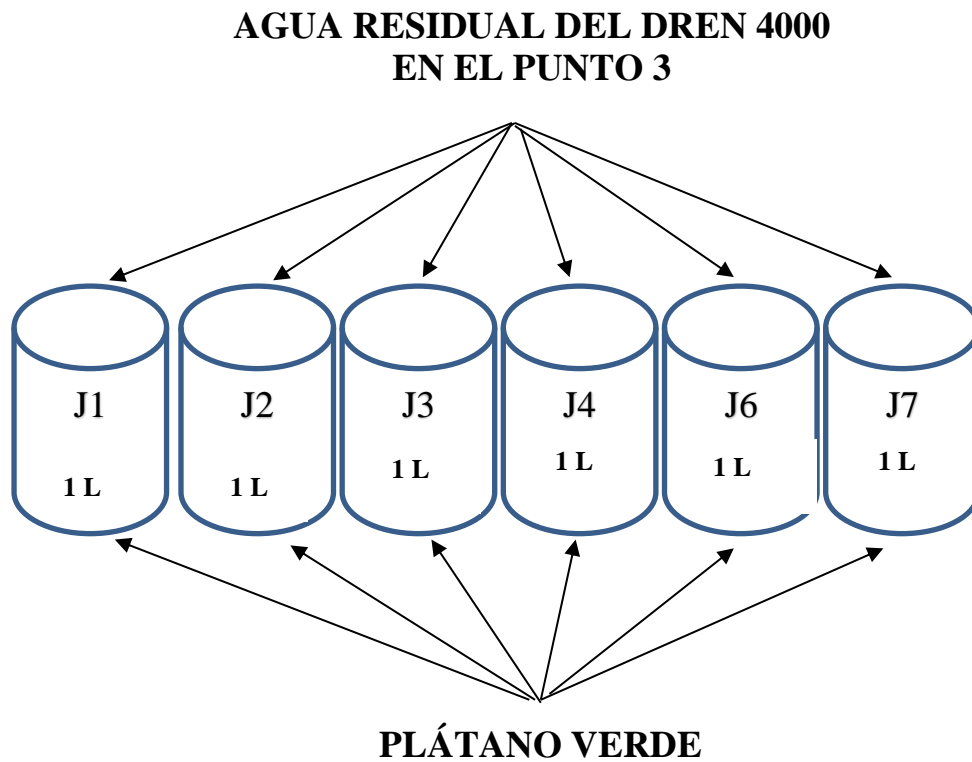 AGUA RESIDUAL DEL DREN 4000
EN EL PUNTO 3
J1 J2 J3 J4 J6 J7
1 L 1 L 1 L 1 L 1 L 1 L
PLÁTANO VERDE